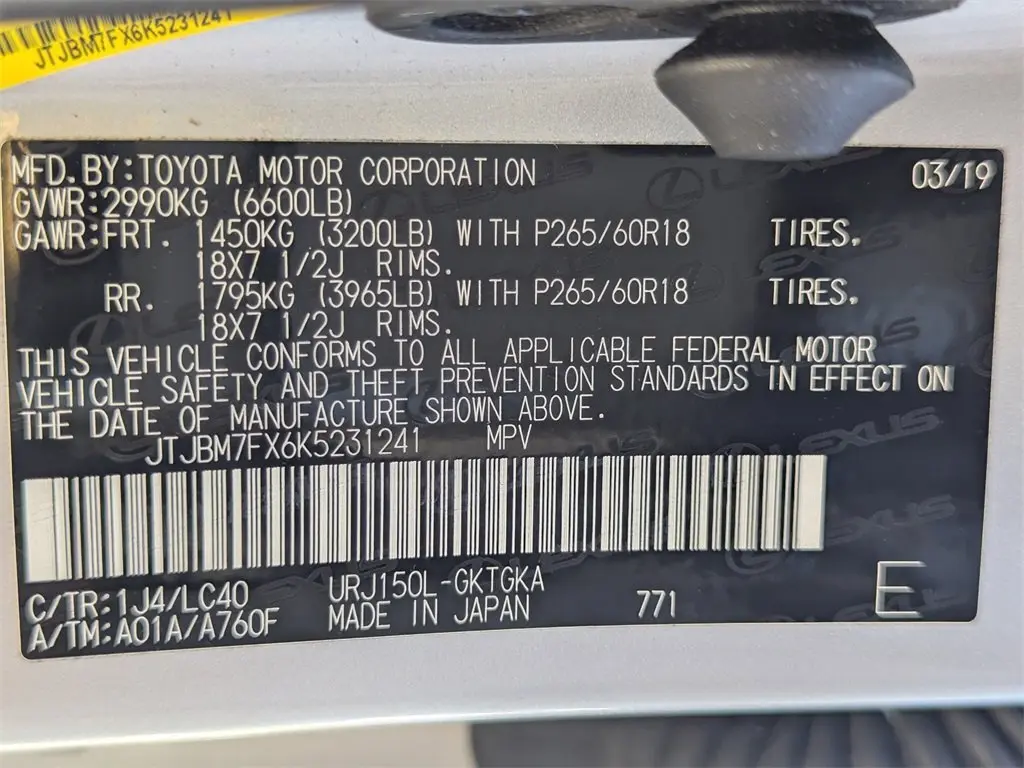 JTJBM7FX6K5231241
MFD.BY:TOYOTA MOTOR CORPORATION 03/19
GVWR:2990KG (6600LB)
GAWR:FRT. 1450KG (3200LB) WITH P265/60R18 TIRES.
18X7 1/2J RIMS.
RR. 1795KG (3965LB) WITH P265/60R18 TIRES.
18X7 1/2J RIMS.
THIS VEHICLE CONFORMS TO ALL APPLICABLE FEDERAL MOTOR
VEHICLE SAFETY AND THEFT PREVENTION STANDARDS IN EFFECT ON
THE DATE OF MANUFACTURE SHOWN ABOVE.
JTJBM7FX6K5231241 MPV
C/TR:1J4/LC40 URJ150L-GKTGKA
A/TM:A01A/A760F MADE IN JAPAN 771 E
LEXUS